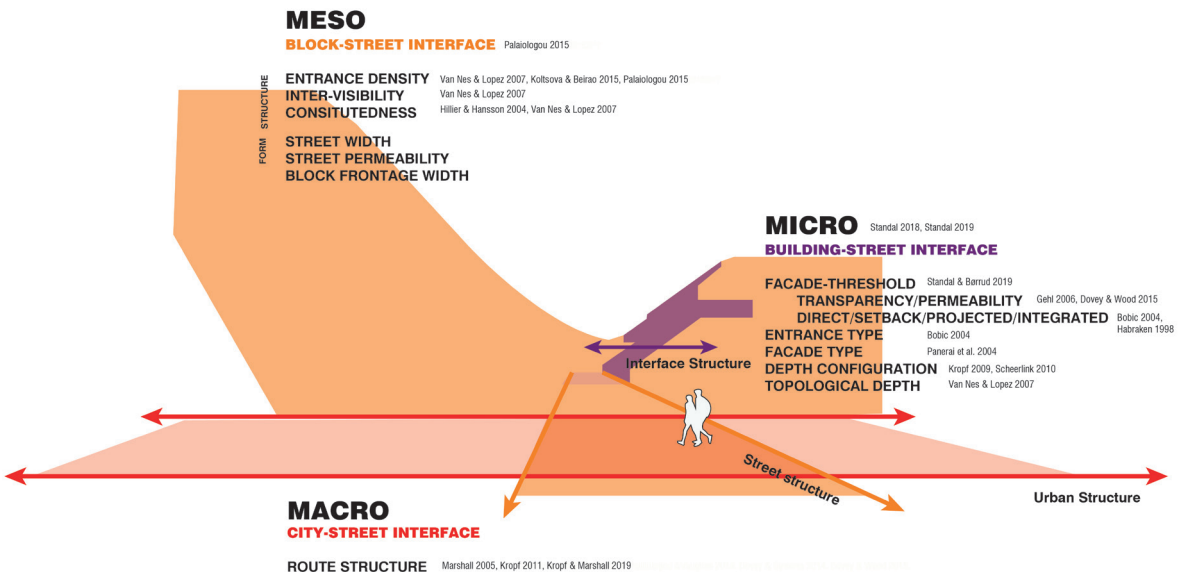 MESO
BLOCK-STREET INTERFACE Palaiologou 2015
STRUCTURE
ENTRANCE DENSITY Van Nes & Lopez 2007, Koltsova & Beirao 2015, Palaiologou 2015
INTER-VISIBILITY Van Nes & Lopez 2007
CONSITUTEDNESS Hillier & Hansson 2004, Van Nes & Lopez 2007
FORM
STREET WIDTH
STREET PERMEABILITY
BLOCK FRONTAGE WIDTH
MICRO Standal 2018, Standal 2019
BUILDING-STREET INTERFACE
FACADE-THRESHOLD Standal & Børrud 2019
TRANSPARENCY/PERMEABILITY Gehl 2006, Dovey & Wood 2015
DIRECT/SETBACK/PROJECTED/INTEGRATED Bobic 2004,
Habraken 1998
ENTRANCE TYPE Bobic 2004
FACADE TYPE Panerai et al. 2004
DEPTH CONFIGURATION Kropf 2009, Scheerlink 2010
TOPOLOGICAL DEPTH Van Nes & Lopez 2007
Interface Structure
Street structure
Urban Structure
MACRO
CITY-STREET INTERFACE
ROUTE STRUCTURE Marshall 2005, Kropf 2011, Kropf & Marshall 2019